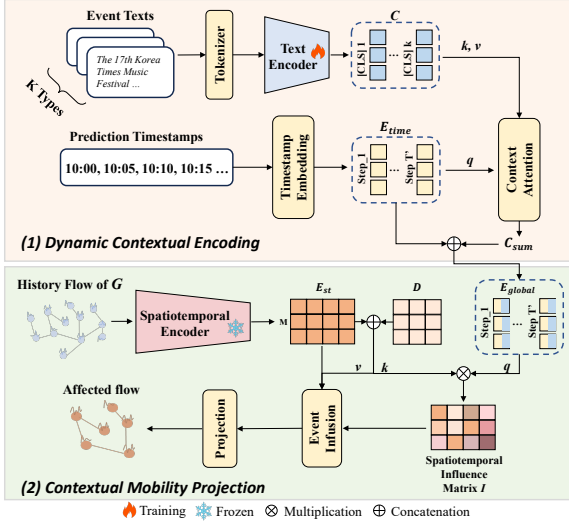 Event Texts
The 17th Korea
Times Music
Festival ...
K Types
Tokenizer
Text
Encoder
C
[CLS] 1
...
[CLS] k
k, v
Prediction Timestamps
10:00, 10:05, 10:10, 10:15 ...
Timestamp
Embedding
E_time
Step_1
...
Step T'
q
Context
Attention
C_sum
(1) Dynamic Contextual Encoding
History Flow of G
Spatiotemporal
Encoder
M
E_st
D
E_global
Step_1
...
Step T'
v
k
q
Affected flow
Projection
Event
Infusion
Spatiotemporal
Influence
Matrix I
(2) Contextual Mobility Projection
Training
Frozen
Multiplication
Concatenation